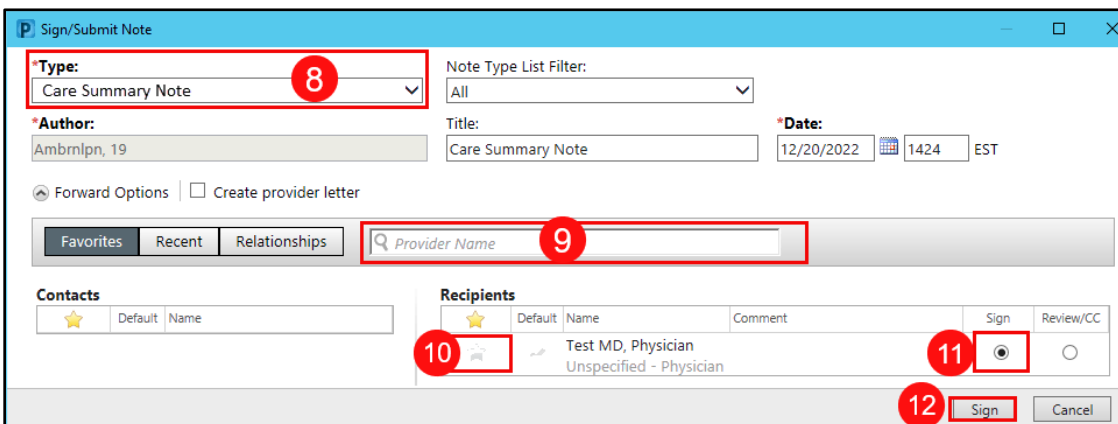 P Sign/Submit Note
*Type:
Note Type List Filter:
8
Care Summary Note
All
*Author:
Title:
*Date:
Ambrnlpn, 19
Care Summary Note
12/20/2022
1424
EST
Forward Options
Create provider letter
Favorites
Recent
Relationships
Provider Name
9
Contacts
Recipients
Default
Name
Default
Name
Comment
Sign
Review/CC
10
Test MD, Physician
Unspecified - Physician
11
12
Sign
Cancel